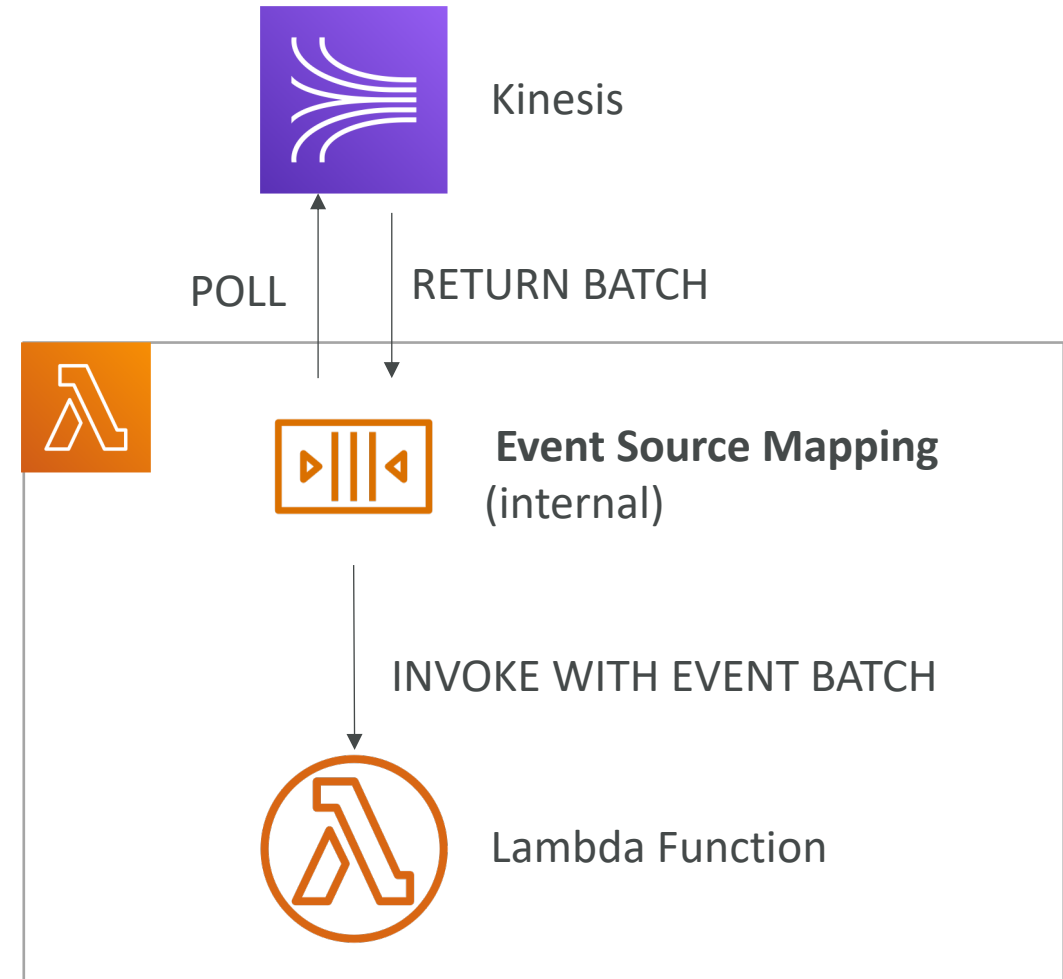 Kinesis
POLL
RETURN BATCH
Event Source Mapping
(internal)
INVOKE WITH EVENT BATCH
Lambda Function